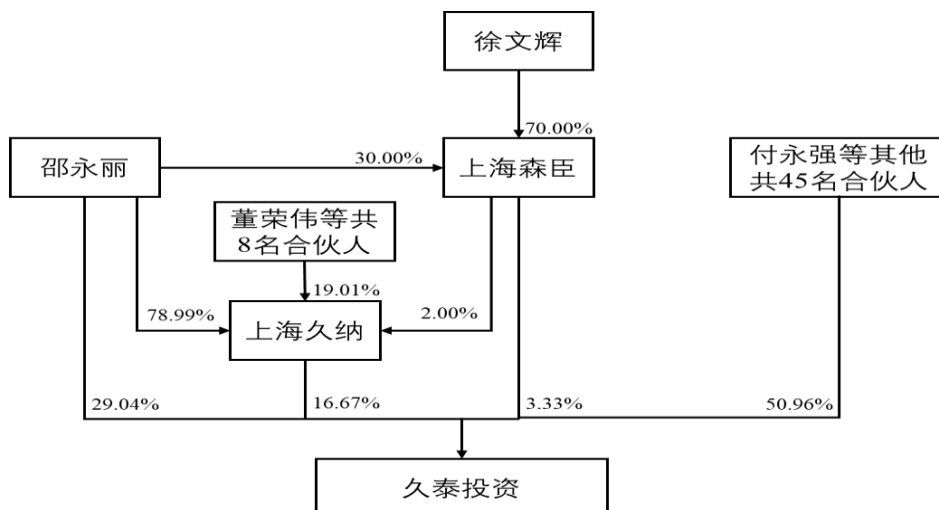 徐文辉
70.00%
邵永丽
30.00%
上海森臣
付永强等其他
共45名合伙人
董荣伟等共
8名合伙人
19.01%
78.99%
上海久纳
2.00%
29.04%
16.67%
3.33%
50.96%
久泰投资